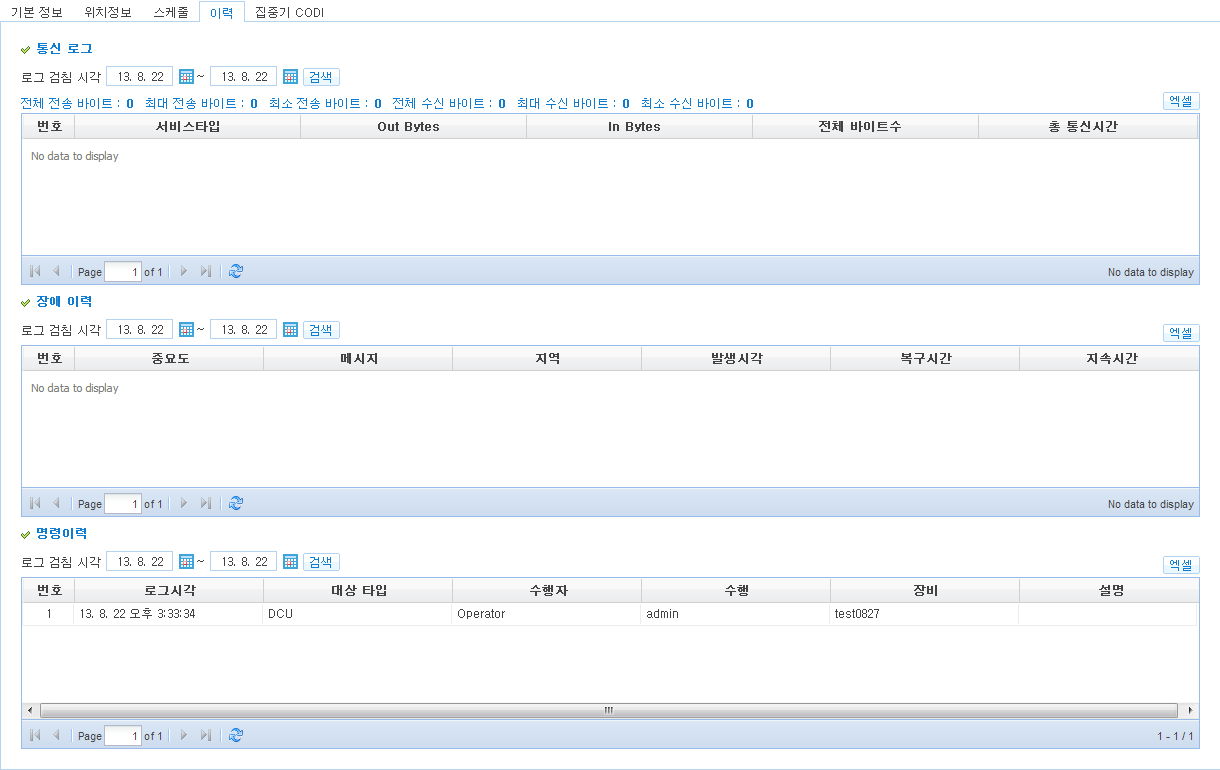 기본 정보 위치정보 스케줄 이력 집중기 CODI
통신 로그
로그 검침 시각 13. 8. 22 ~ 13. 8. 22 검색
전체 전송 바이트 : 0 최대 전송 바이트 : 0 최소 전송 바이트 : 0 전체 수신 바이트 : 0 최대 수신 바이트 : 0 최소 수신 바이트 : 0 엑셀
번호 서비스타입 Out Bytes In Bytes 전체 바이트수 총 통신시간
No data to display
Page 1 of 1 No data to display
장애 이력
로그 검침 시각 13. 8. 22 ~ 13. 8. 22 검색 엑셀
번호 중요도 메시지 지역 발생시각 복구시간 지속시간
No data to display
Page 1 of 1 No data to display
명령이력
로그 검침 시각 13. 8. 22 ~ 13. 8. 22 검색 엑셀
번호 로그시각 대상 타입 수행자 수행 장비 설명
1 13. 8. 22 오후 3:33:34 DCU Operator admin test0827
Page 1 of 1 1 - 1 / 1